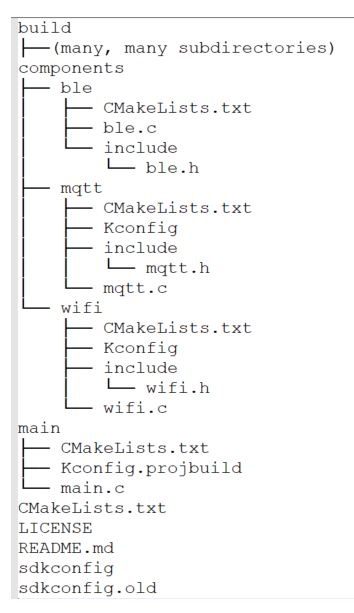 build
├──(many, many subdirectories)
components
├── ble
│   ├── CMakeLists.txt
│   ├── ble.c
│   └── include
│       └── ble.h
├── mqtt
│   ├── CMakeLists.txt
│   ├── Kconfig
│   ├── include
│   │   └── mqtt.h
│   └── mqtt.c
└── wifi
    ├── CMakeLists.txt
    ├── Kconfig
    ├── include
    │   └── wifi.h
    └── wifi.c
main
├── CMakeLists.txt
├── Kconfig.projbuild
└── main.c
CMakeLists.txt
LICENSE
README.md
sdkconfig
sdkconfig.old